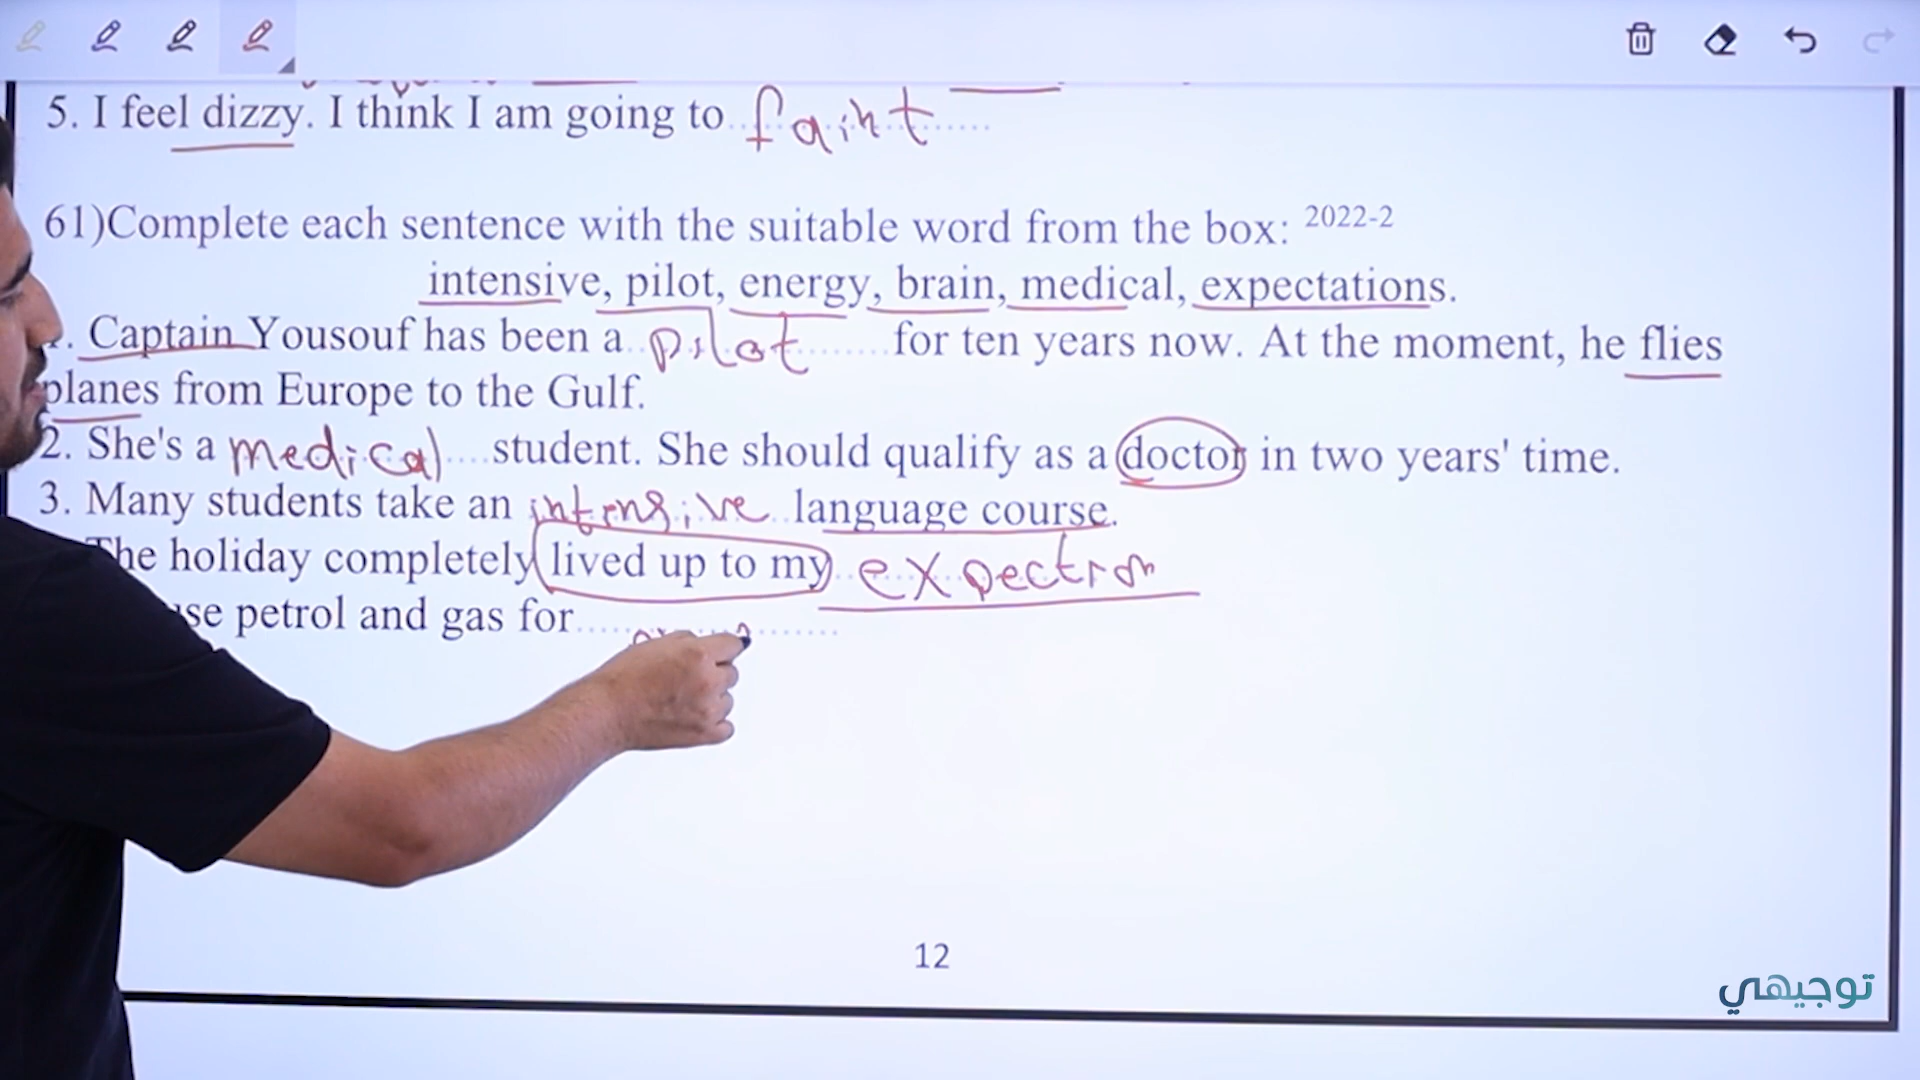 5. I feel dizzy. I think I am going to faint
61)Complete each sentence with the suitable word from the box: 2022-2
intensive, pilot, energy, brain, medical, expectations.
. Captain Yousouf has been a pilot for ten years now. At the moment, he flies
planes from Europe to the Gulf.
2. She's a medical student. She should qualify as a doctor in two years' time.
3. Many students take an intensive language course.
The holiday completely lived up to my
petrol and gas for
12
توجيهي